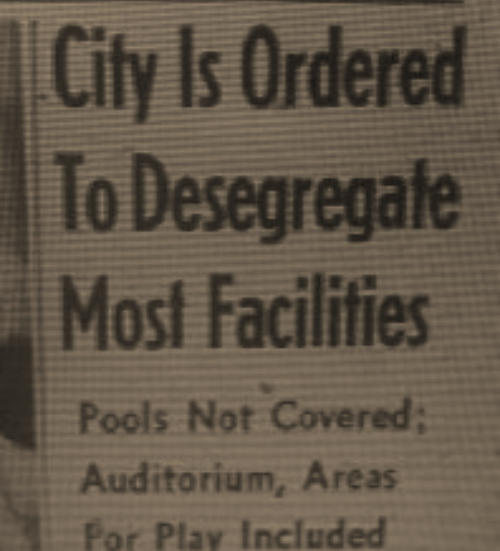 City Is Ordered
To Desegregate
Most Facilities
Pools Not Covered;
Auditorium, Areas
For Play Included